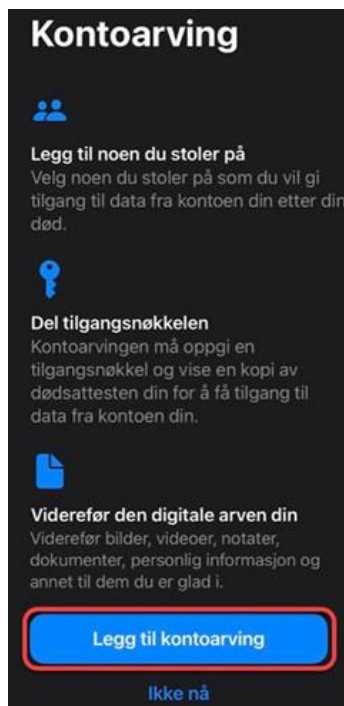 Kontoarving
Legg til noen du stoler på
Velg noen du stoler på som du vil gi
tilgang til data fra kontoen din etter din
død.
Del tilgangsnøkkelen
Kontoarvingen må oppgi en
tilgangsnøkkel og vise en kopi av
dødsattesten din for å få tilgang til
data fra kontoen din.
Viderefør den digitale arven din
Viderefør bilder, videoer, notater,
dokumenter, personlig informasjon og
annet til dem du er glad i.
Legg til kontoarving
Ikke nå